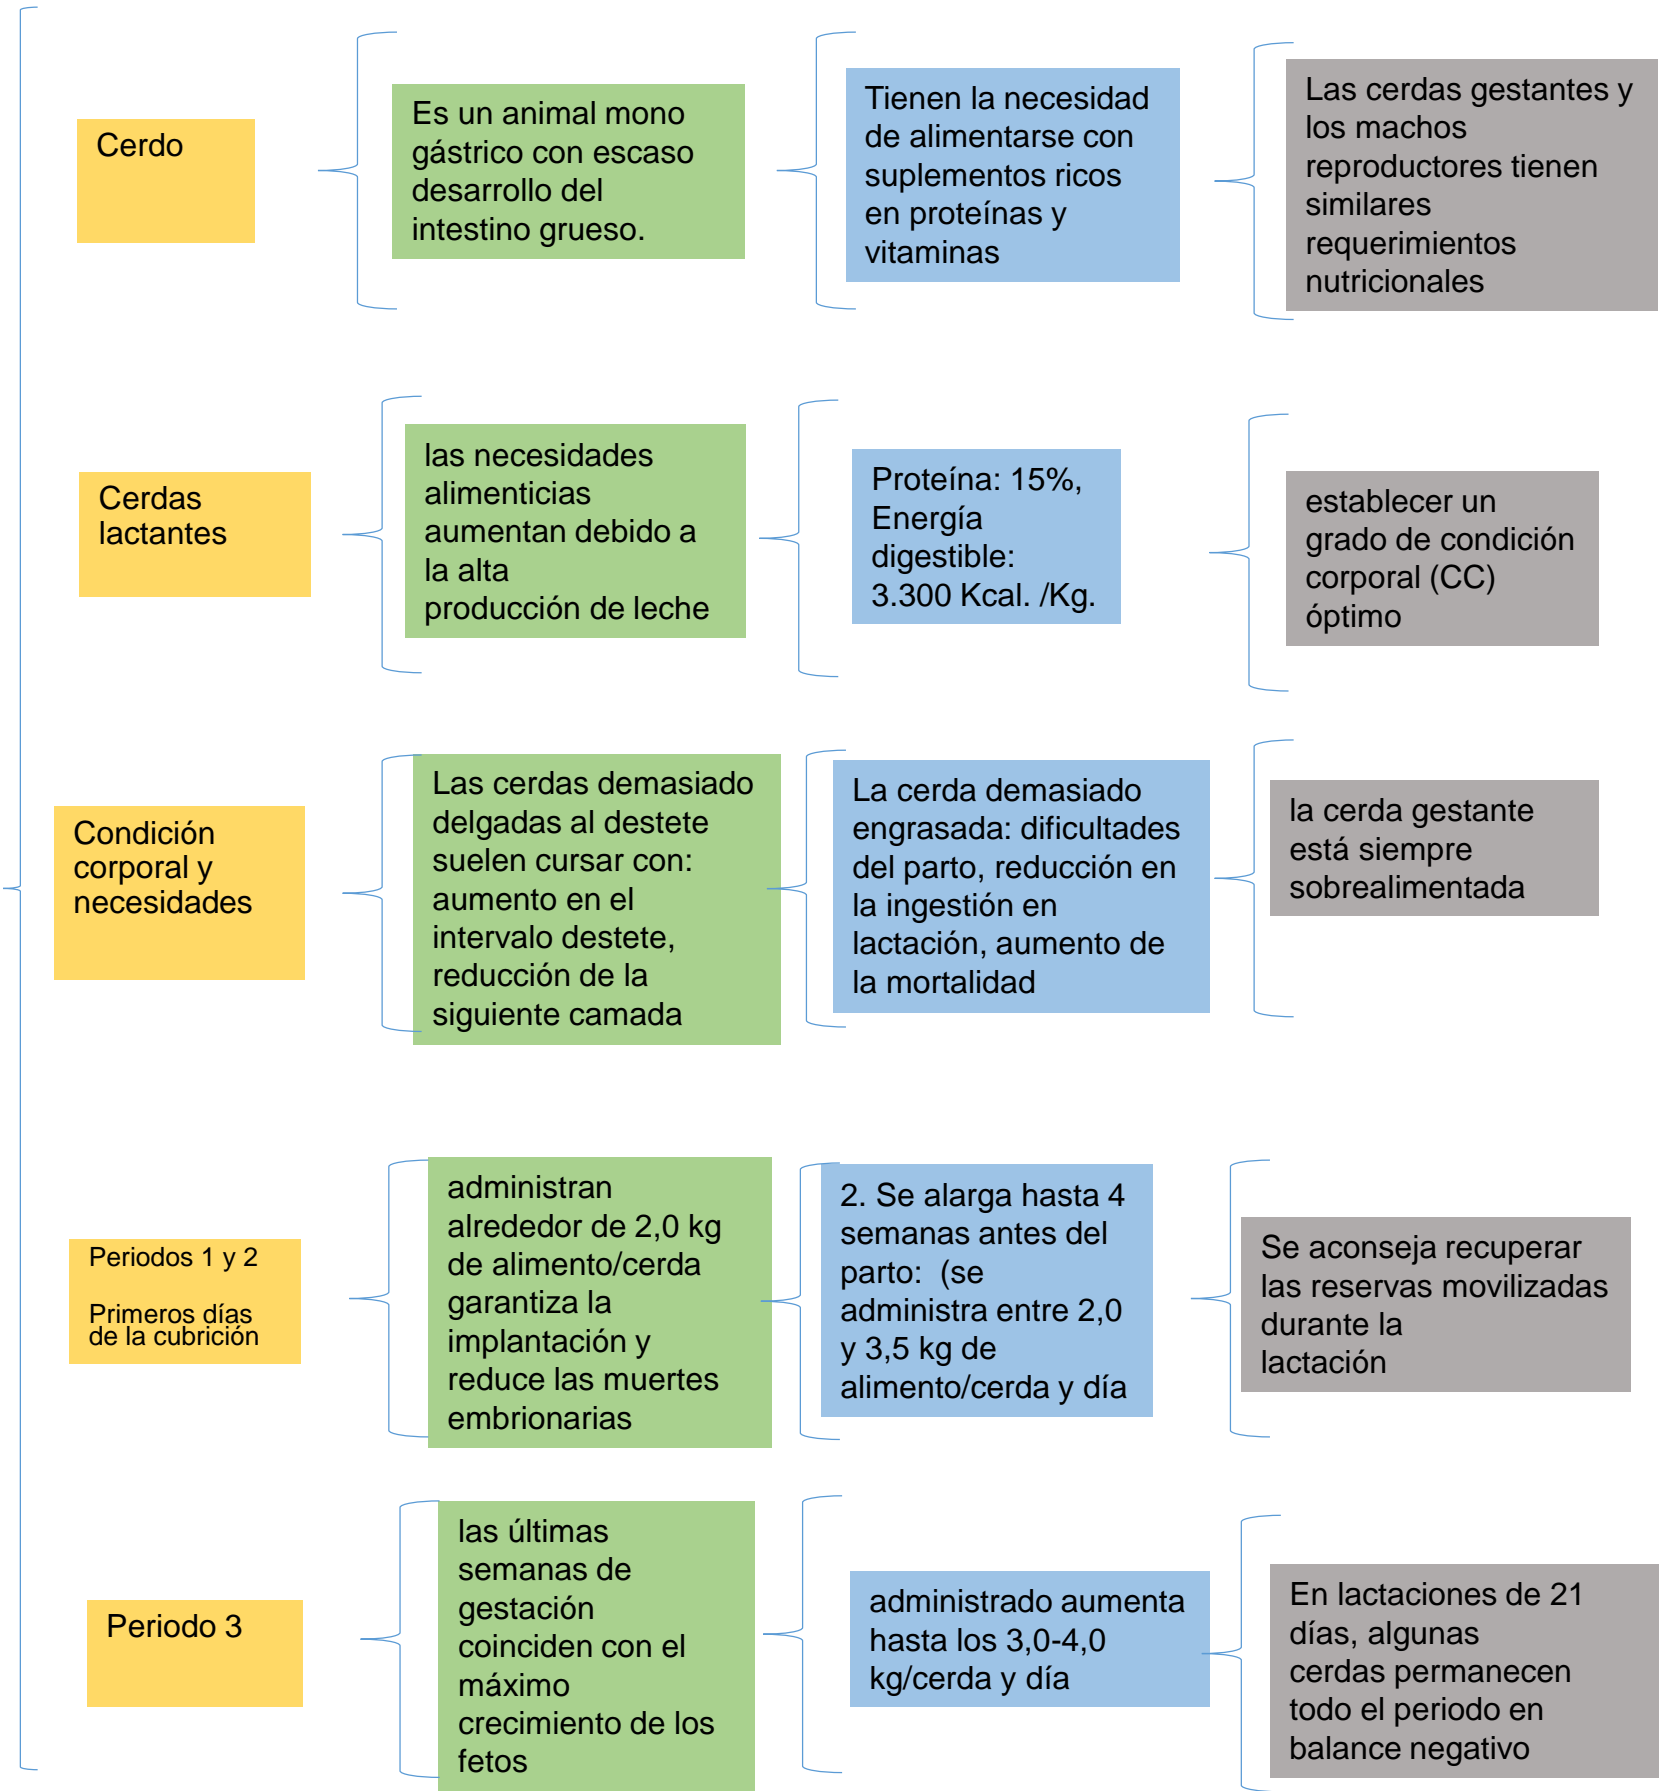 Cerdo
Es un animal mono
gástrico con escaso
desarrollo del
intestino grueso.
Tienen la necesidad
de alimentarse con
suplementos ricos
en proteínas y
vitaminas
Las cerdas gestantes y
los machos
reproductores tienen
similares
requerimientos
nutricionales
Cerdas
lactantes
las necesidades
alimenticias
aumentan debido a
la alta
producción de leche
Proteína: 15%,
Energía
digestible:
3.300 Kcal. /Kg.
establecer un
grado de condición
corporal (CC)
óptimo
Condición
corporal y
necesidades
Las cerdas demasiado
delgadas al destete
suelen cursar con:
aumento en el
intervalo destete,
reducción de la
siguiente camada
La cerda demasiado
engrasada: dificultades
del parto, reducción en
la ingestión en
lactación, aumento de
la mortalidad
la cerda gestante
está siempre
sobrealimentada
Periodos 1 y 2
Primeros días
de la cubrición
administran
alrededor de 2,0 kg
de alimento/cerda
garantiza la
implantación y
reduce las muertes
embrionarias
2. Se alarga hasta 4
semanas antes del
parto: (se
administra entre 2,0
y 3,5 kg de
alimento/cerda y día
Se aconseja recuperar
las reservas movilizadas
durante la
lactación
Periodo 3
las últimas
semanas de
gestación
coinciden con el
máximo
crecimiento de los
fetos
administrado aumenta
hasta los 3,0-4,0
kg/cerda y día
En lactaciones de 21
días, algunas
cerdas permanecen
todo el periodo en
balance negativo